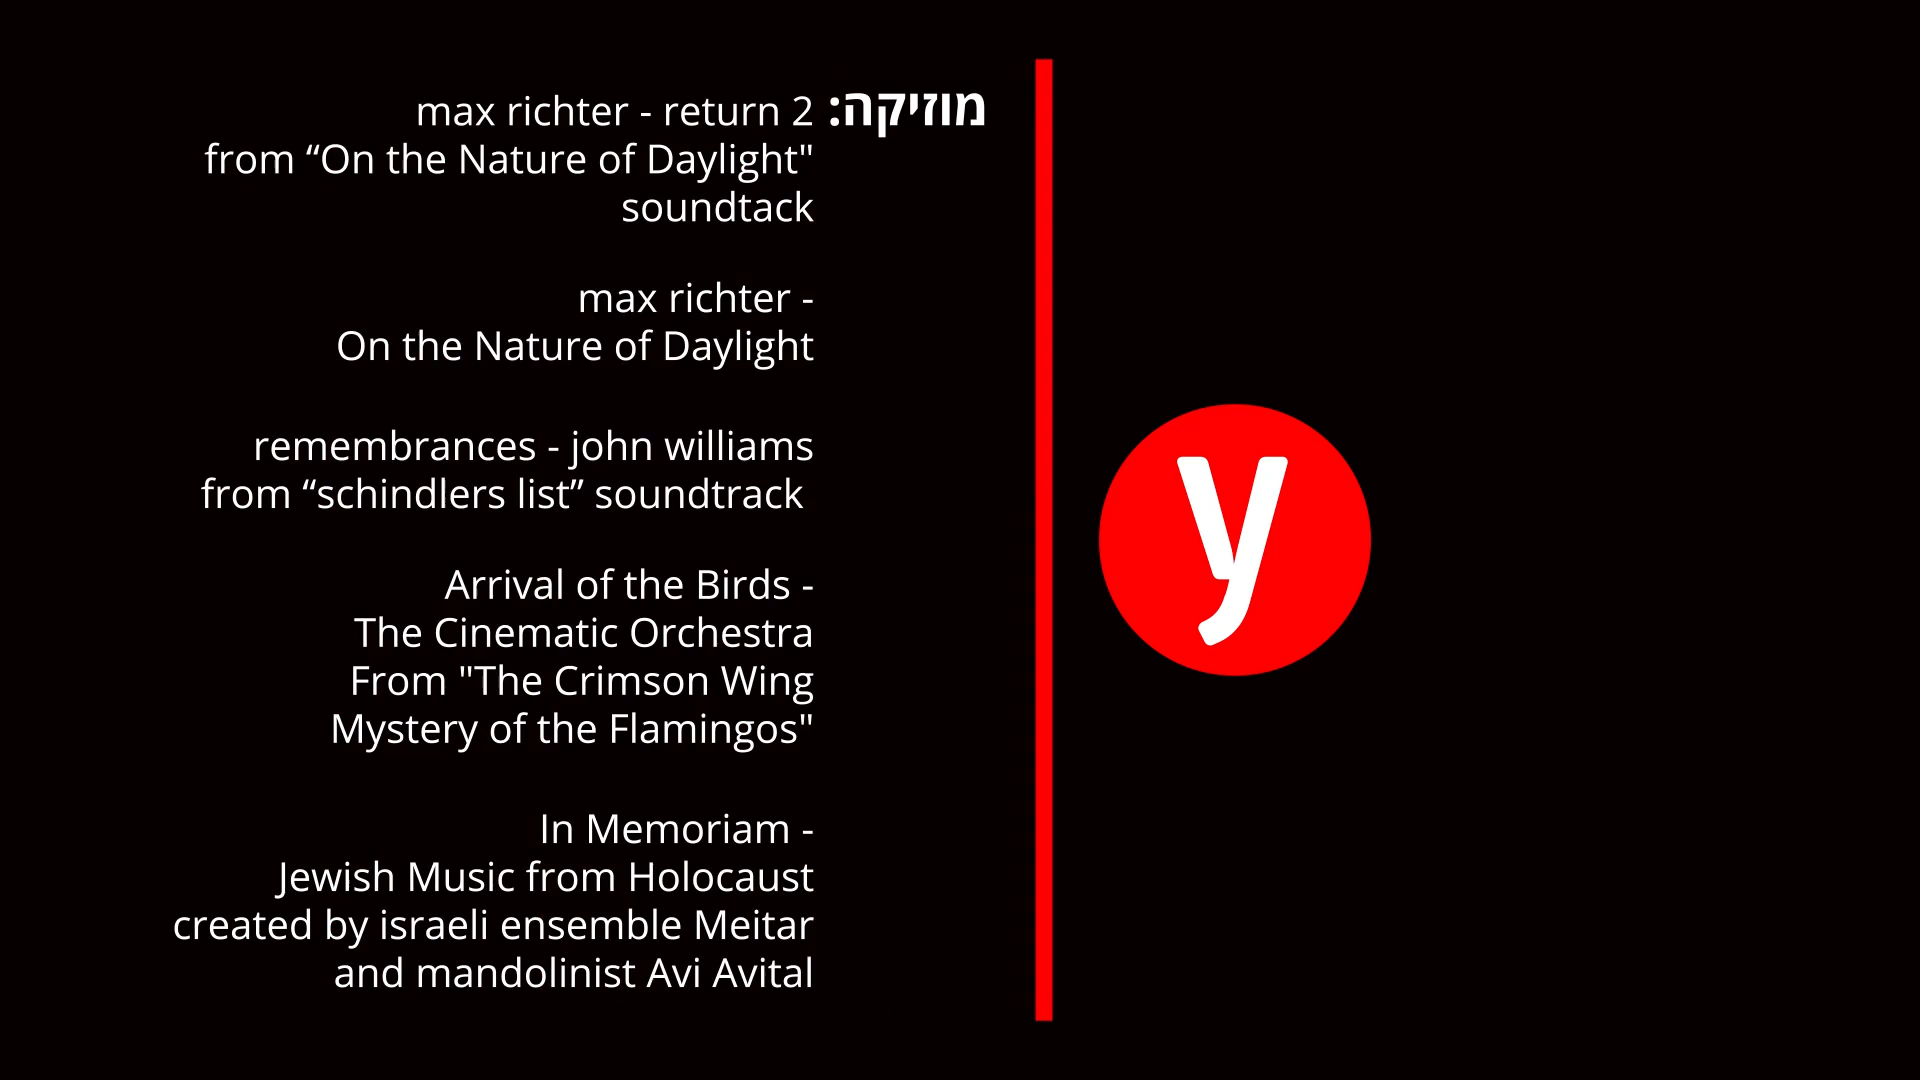 מוזיקה: max richter - return 2
from “On the Nature of Daylight"
soundtack
max richter -
On the Nature of Daylight
remembrances - john williams
from “schindlers list” soundtrack
Arrival of the Birds -
The Cinematic Orchestra
From "The Crimson Wing
Mystery of the Flamingos"
In Memoriam -
Jewish Music from Holocaust
created by israeli ensemble Meitar
and mandolinist Avi Avital
y